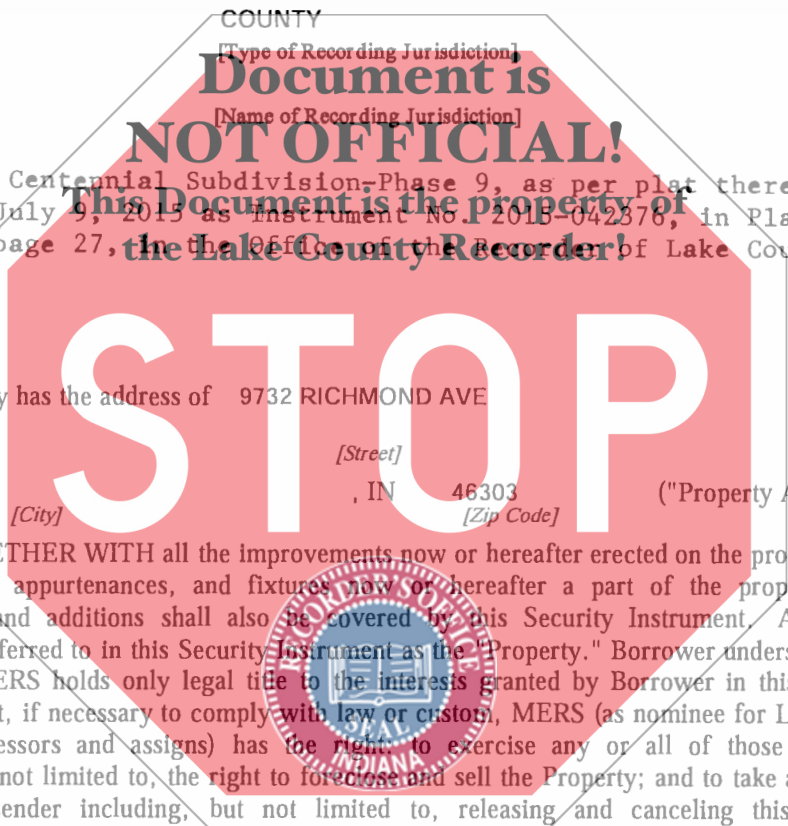 COUNTY
[Type of Recording Jurisdiction]
Document is
[Name of Recording Jurisdiction]
NOT OFFICIAL!
Centennial Subdivision-Phase 9, as per plat there
This Document is the property of
July 9, 2015 as Instrument No. 2015-042376, in Pla
page 27, in the Office of the Recorder of Lake Cou
the Lake County Recorder!
STOP
y has the address of 9732 RICHMOND AVE
[Street]
, IN 46303 ("Property A
[City] [Zip Code]
ETHER WITH all the improvements now or hereafter erected on the pro
appurtenances, and fixtures now or hereafter a part of the prop
and additions shall also be covered by this Security Instrument. A
ferred to in this Security Instrument as the "Property." Borrower unders
ERS holds only legal title to the interests granted by Borrower in this
t, if necessary to comply with law or custom, MERS (as nominee for L
essors and assigns) has the right: to exercise any or all of those
not limited to, the right to foreclose and sell the Property; and to take a
ender including, but not limited to, releasing and canceling this
RECORDER'S OFFICE
SEAL
INDIANA